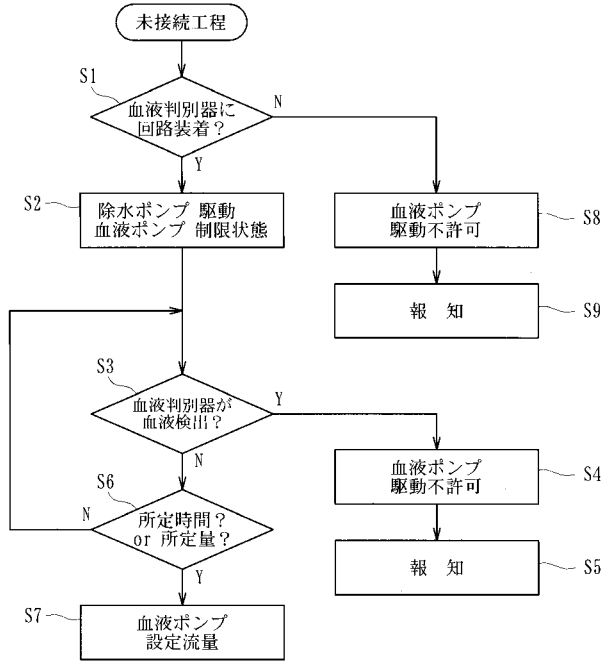 未接続工程
S1
血液判別器に
回路装着？
N
Y
S2
除水ポンプ 駆動
血液ポンプ 制限状態
血液ポンプ
駆動不許可
S8
報 知
S9
S3
血液判別器が
血液検出？
Y
N
血液ポンプ
駆動不許可
S4
S6
所定時間？
or 所定量？
N
Y
報 知
S5
S7
血液ポンプ
設定流量